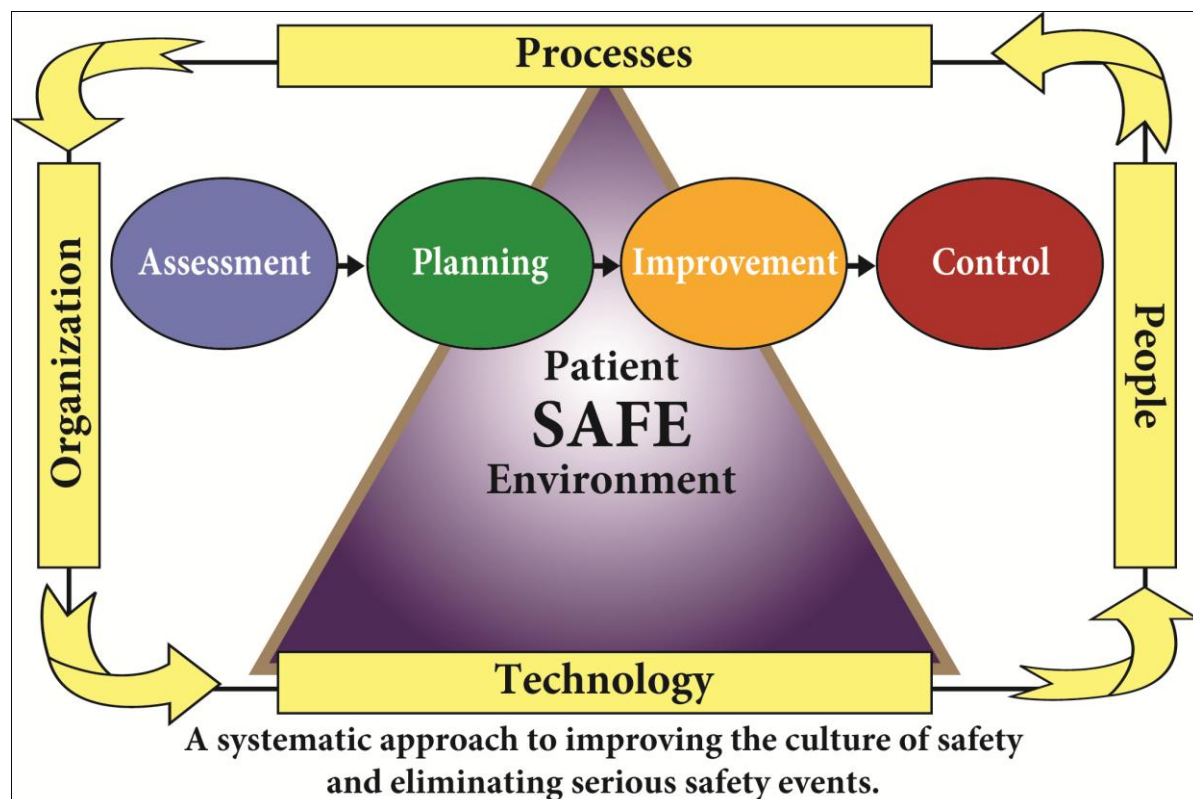 Processes
Organization
Assessment
Planning
Improvement
Control
People
Patient
SAFE
Environment
Technology
A systematic approach to improving the culture of safety
and eliminating serious safety events.